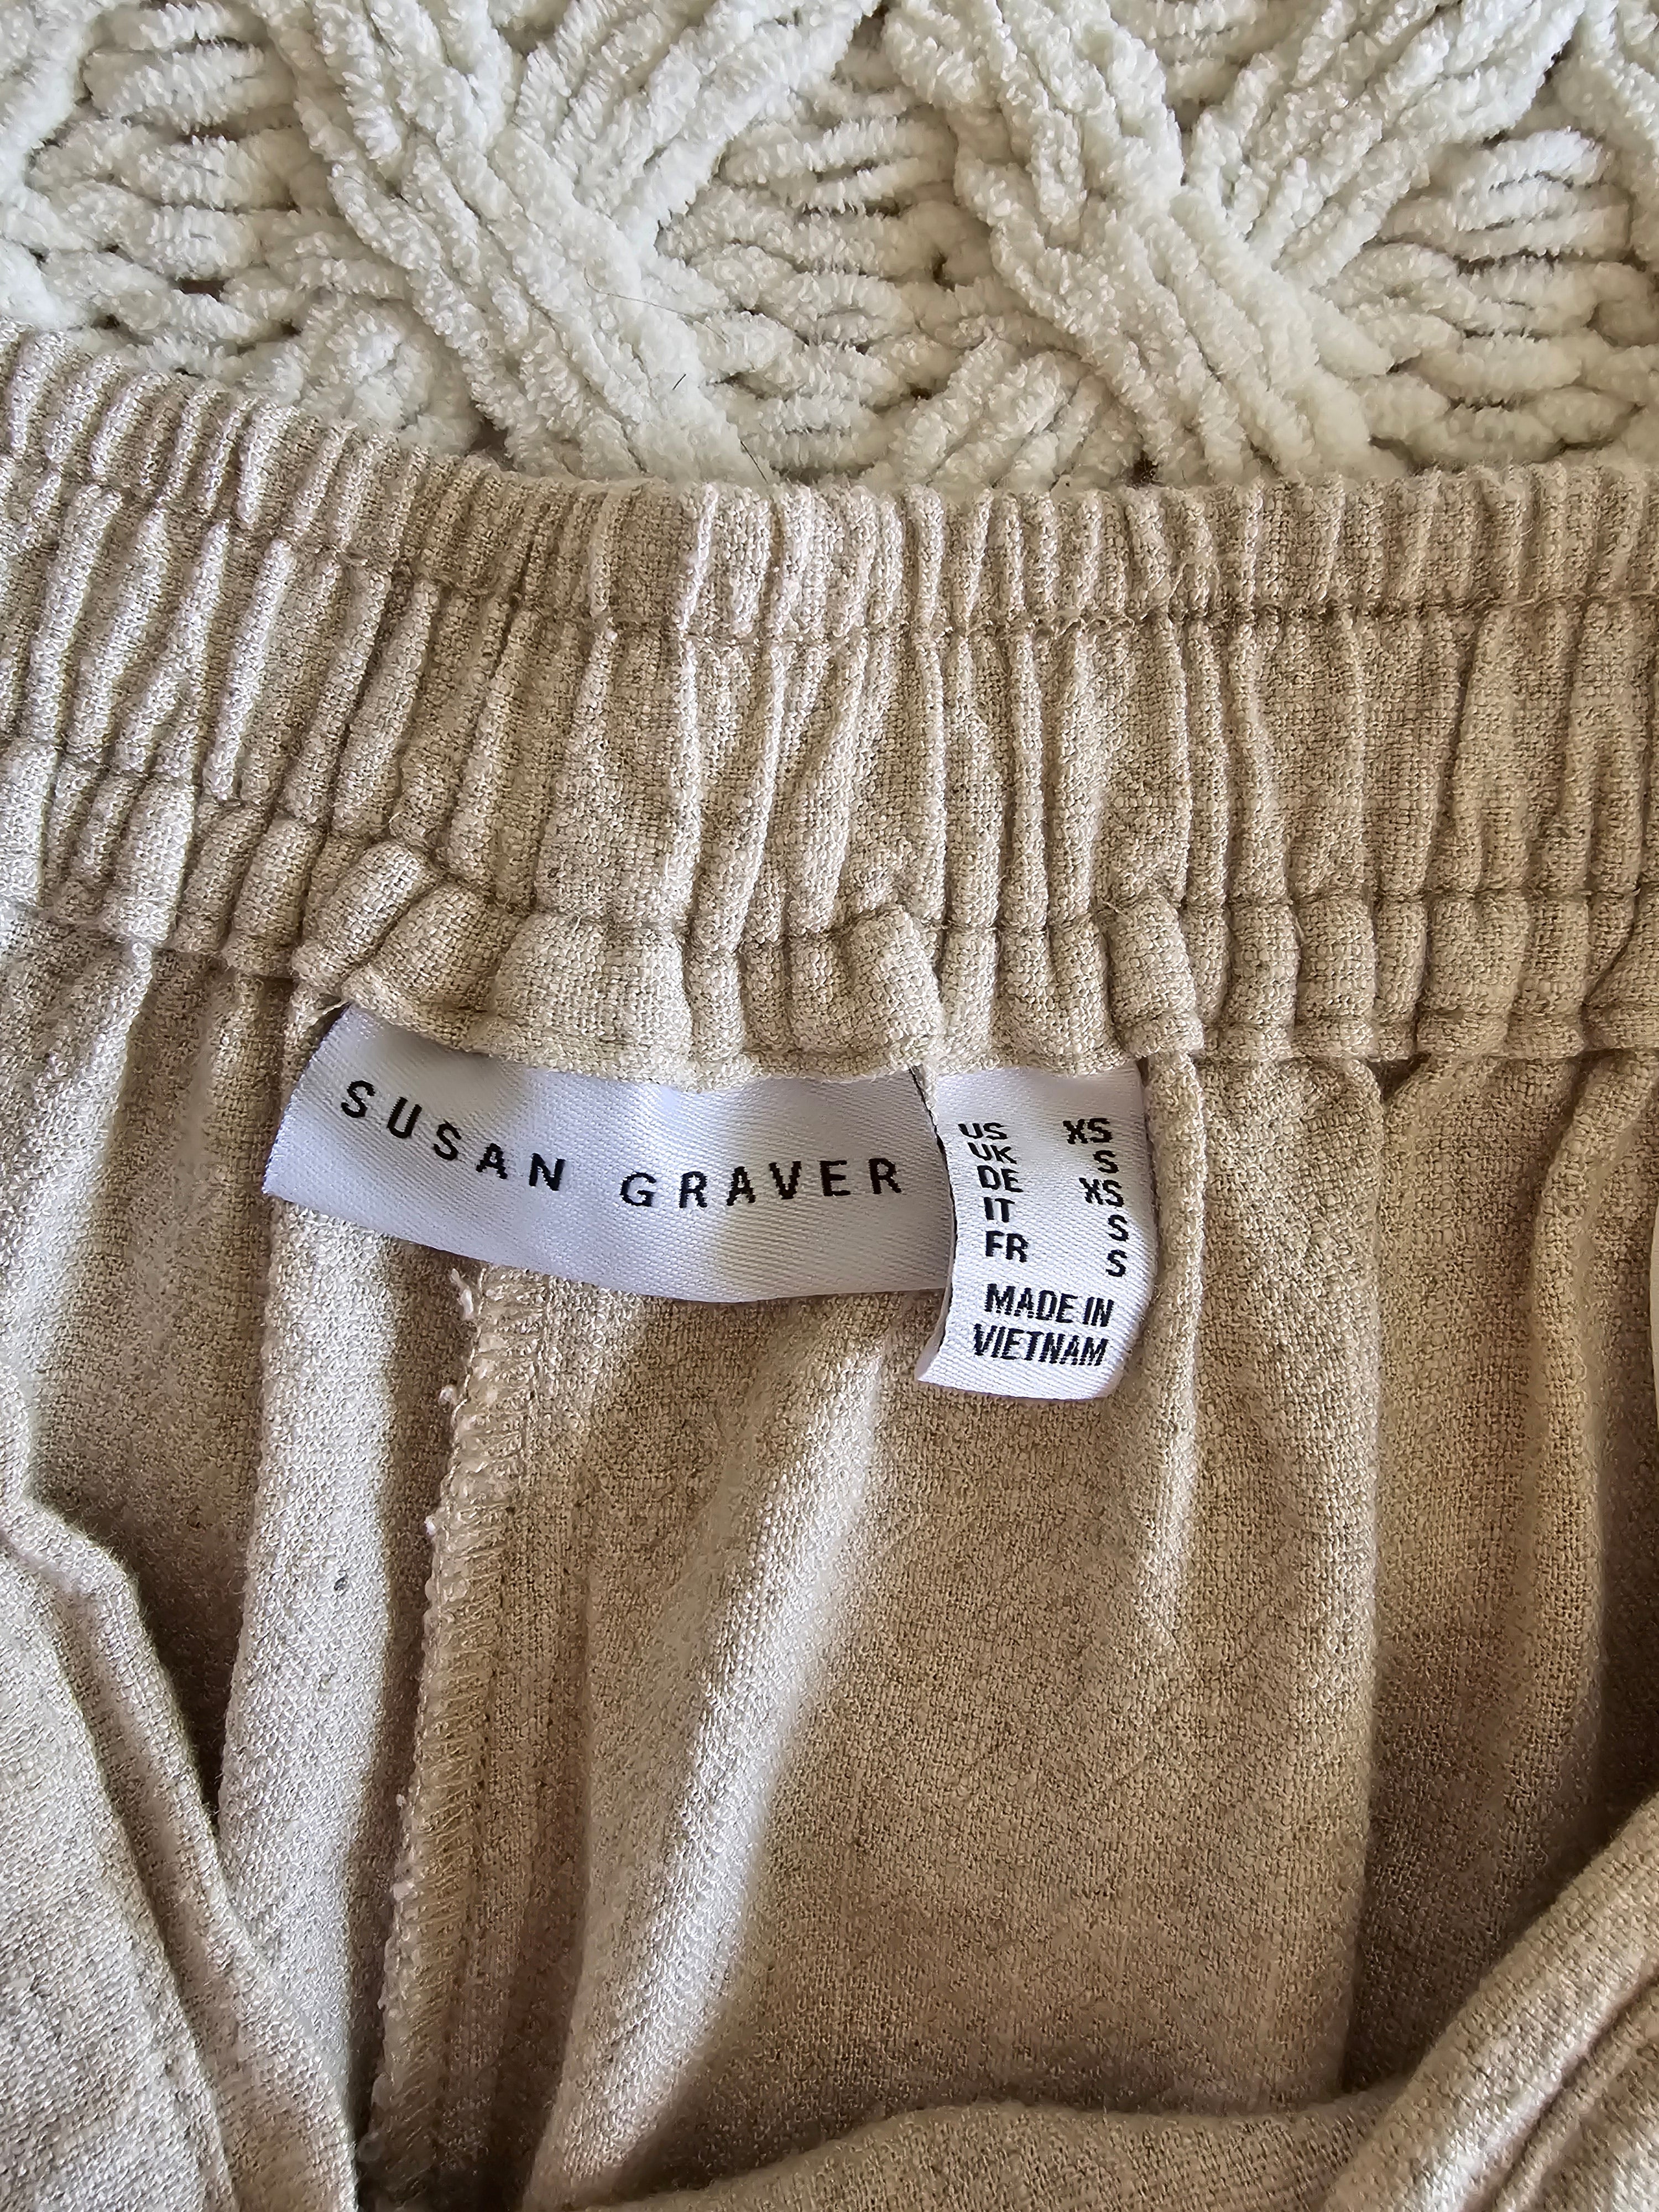 SUSAN GRAVER
US XS
UK S
DE XS
IT S
FR S
MADE IN
VIETNAM